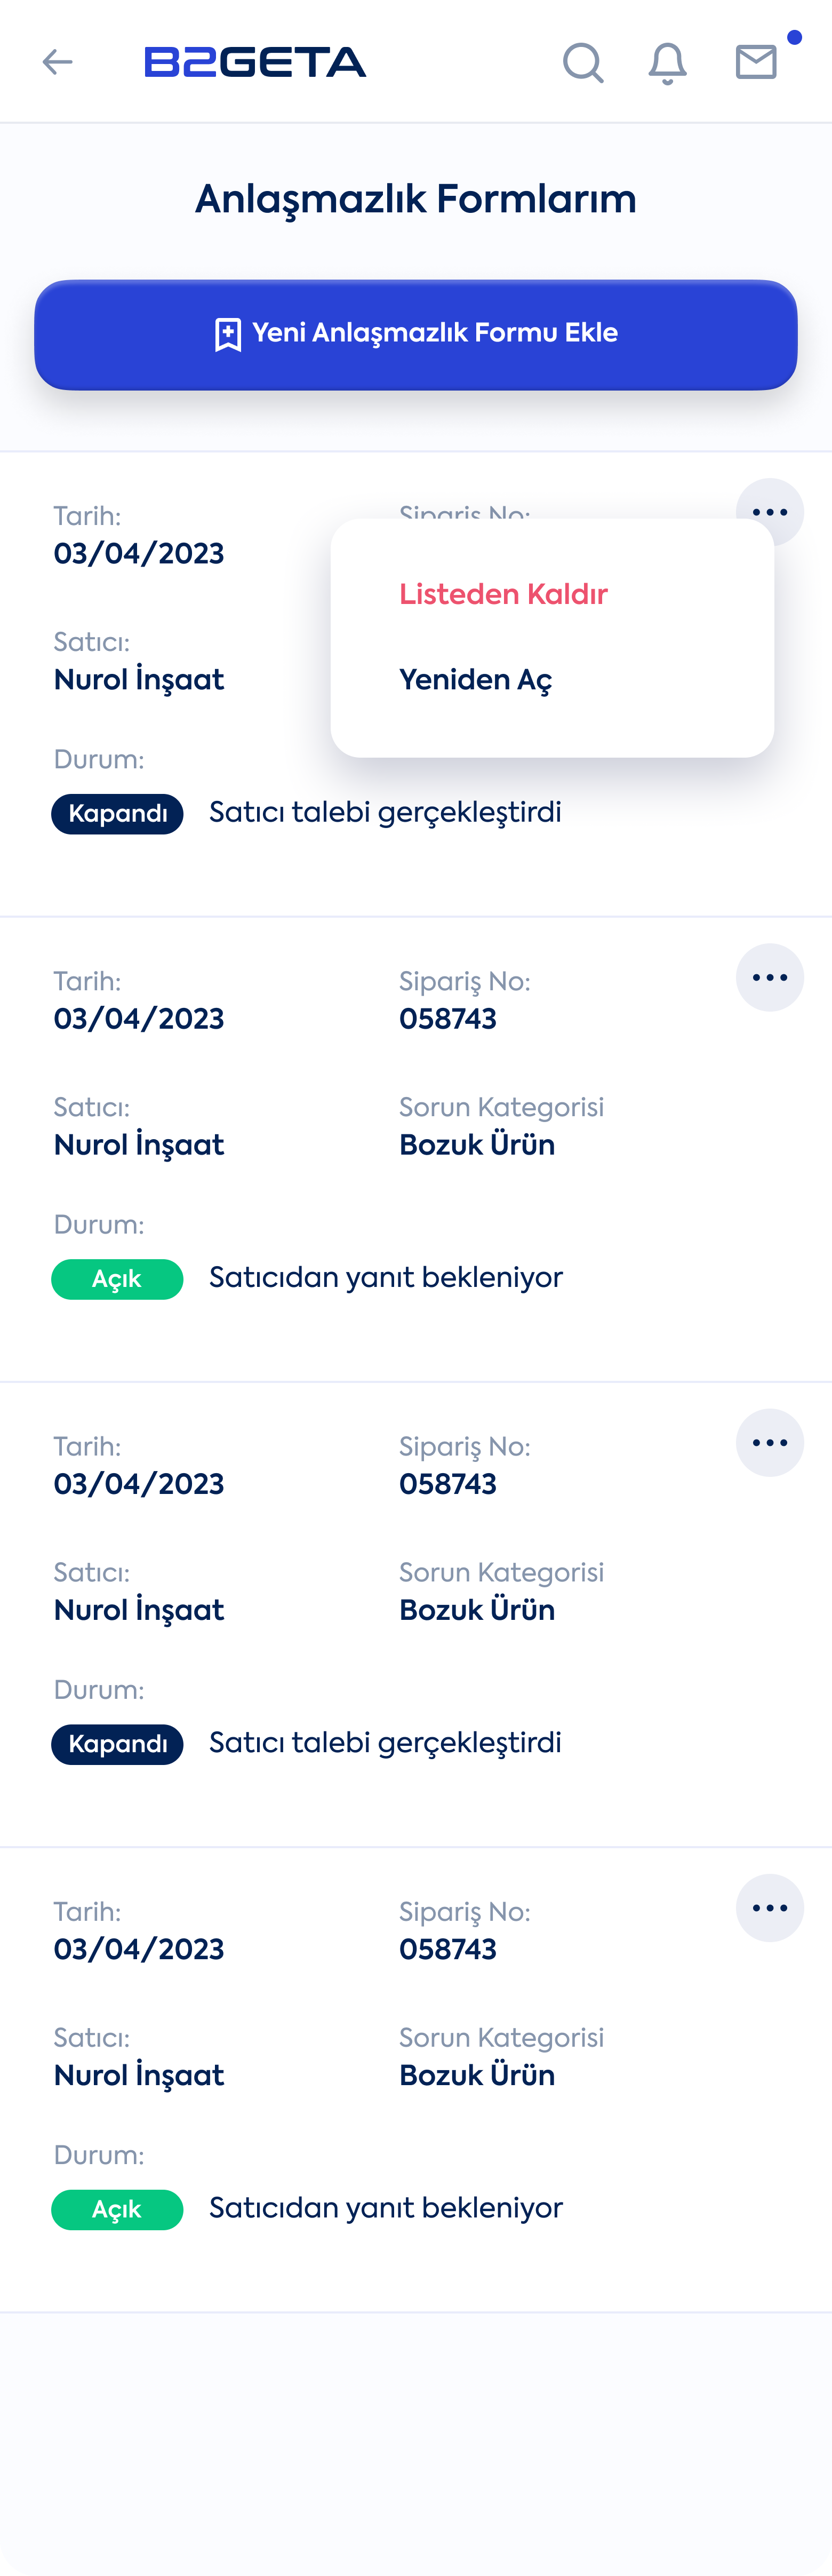 B2GETA
Anlaşmazlık Formlarım
Yeni Anlaşmazlık Formu Ekle
Tarih:
Sipariş No:
03/04/2023
Listeden Kaldır
Satıcı:
Nurol İnşaat
Yeniden Aç
Durum:
Kapandı Satıcı talebi gerçekleştirdi
Tarih:
Sipariş No:
03/04/2023
058743
Satıcı:
Sorun Kategorisi
Nurol İnşaat
Bozuk Ürün
Durum:
Açık Satıcıdan yanıt bekleniyor
Tarih:
Sipariş No:
03/04/2023
058743
Satıcı:
Sorun Kategorisi
Nurol İnşaat
Bozuk Ürün
Durum:
Kapandı Satıcı talebi gerçekleştirdi
Tarih:
Sipariş No:
03/04/2023
058743
Satıcı:
Sorun Kategorisi
Nurol İnşaat
Bozuk Ürün
Durum:
Açık Satıcıdan yanıt bekleniyor